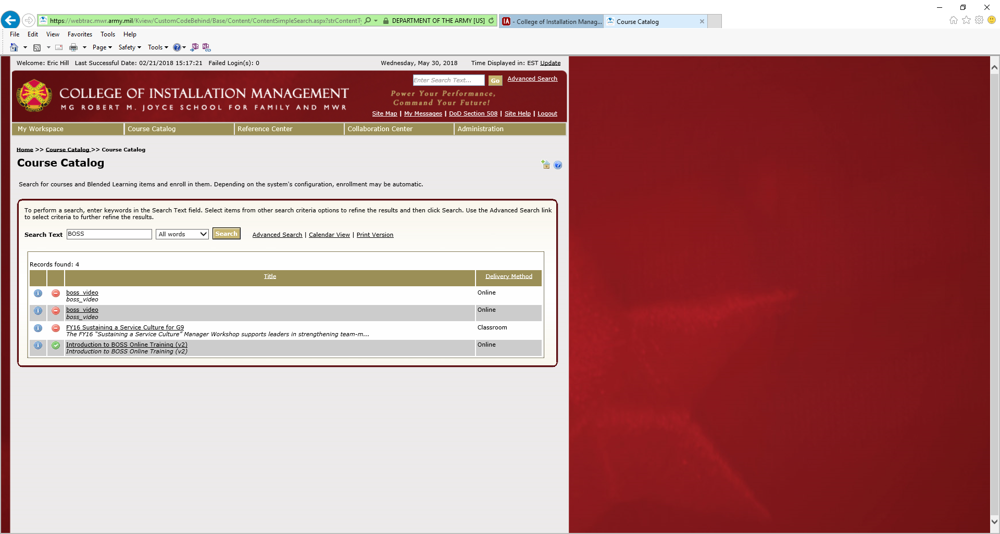 https://webtrac.mwr.army.mil/Kview/CustomCodeBehind/Base/Content/ContentSimpleSearch.aspx?strContentTy
DEPARTMENT OF THE ARMY [US]
IA - College of Installation Manag...
Course Catalog
File Edit View Favorites Tools Help
Page Safety Tools
Welcome: Eric Hill Last Successful Date: 02/21/2018 15:17:21 Failed Login(s): 0
Wednesday, May 30, 2018 Time Displayed in: EST Update
Enter Search Text... Go Advanced Search
COLLEGE OF INSTALLATION MANAGEMENT
MG ROBERT M. JOYCE SCHOOL FOR FAMILY AND MWR
Power Your Performance,
Command Your Future!
Site Map | My Messages | DoD Section 508 | Site Help | Logout
My Workspace Course Catalog Reference Center Collaboration Center Administration
Home >> Course Catalog >> Course Catalog
Course Catalog
Search for courses and Blended Learning items and enroll in them. Depending on the system's configuration, enrollment may be automatic.
To perform a search, enter keywords in the Search Text field. Select items from other search criteria options to refine the results and then click Search. Use the Advanced Search link
to select criteria to further refine the results.
Search Text BOSS All words Search Advanced Search | Calendar View | Print Version
Records found: 4
Title Delivery Method
boss_video Online
boss_video
boss_video Online
boss_video
FY16 Sustaining a Service Culture for G9 Classroom
The FY16 "Sustaining a Service Culture" Manager Workshop supports leaders in strengthening team-m...
Introduction to BOSS Online Training (v2) Online
Introduction to BOSS Online Training (v2)